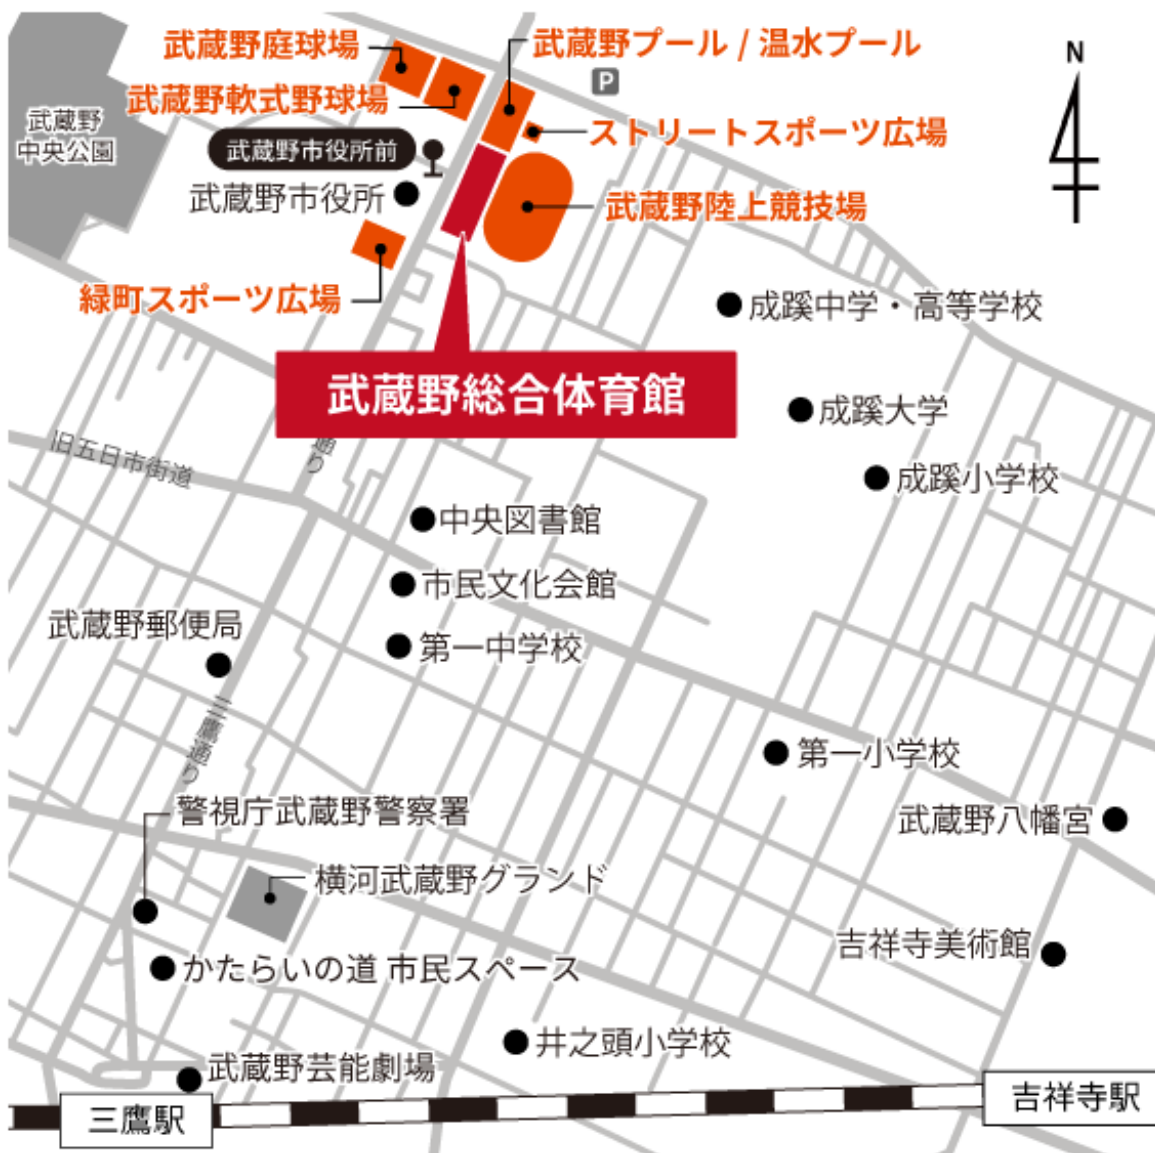 武蔵野庭球場
武蔵野プール / 温水プール
N
P
武蔵野軟式野球場
武蔵野
中央公園
ストリートスポーツ広場
武蔵野市役所前
武蔵野市役所
武蔵野陸上競技場
緑町スポーツ広場
成蹊中学・高等学校
武蔵野総合体育館
成蹊大学
通り
旧五日市街道
成蹊小学校
中央図書館
市民文化会館
武蔵野郵便局
第一中学校
三鷹通り
第一小学校
警視庁武蔵野警察署
武蔵野八幡宮
横河武蔵野グランド
吉祥寺美術館
かたらいの道 市民スペース
井之頭小学校
武蔵野芸能劇場
三鷹駅
吉祥寺駅